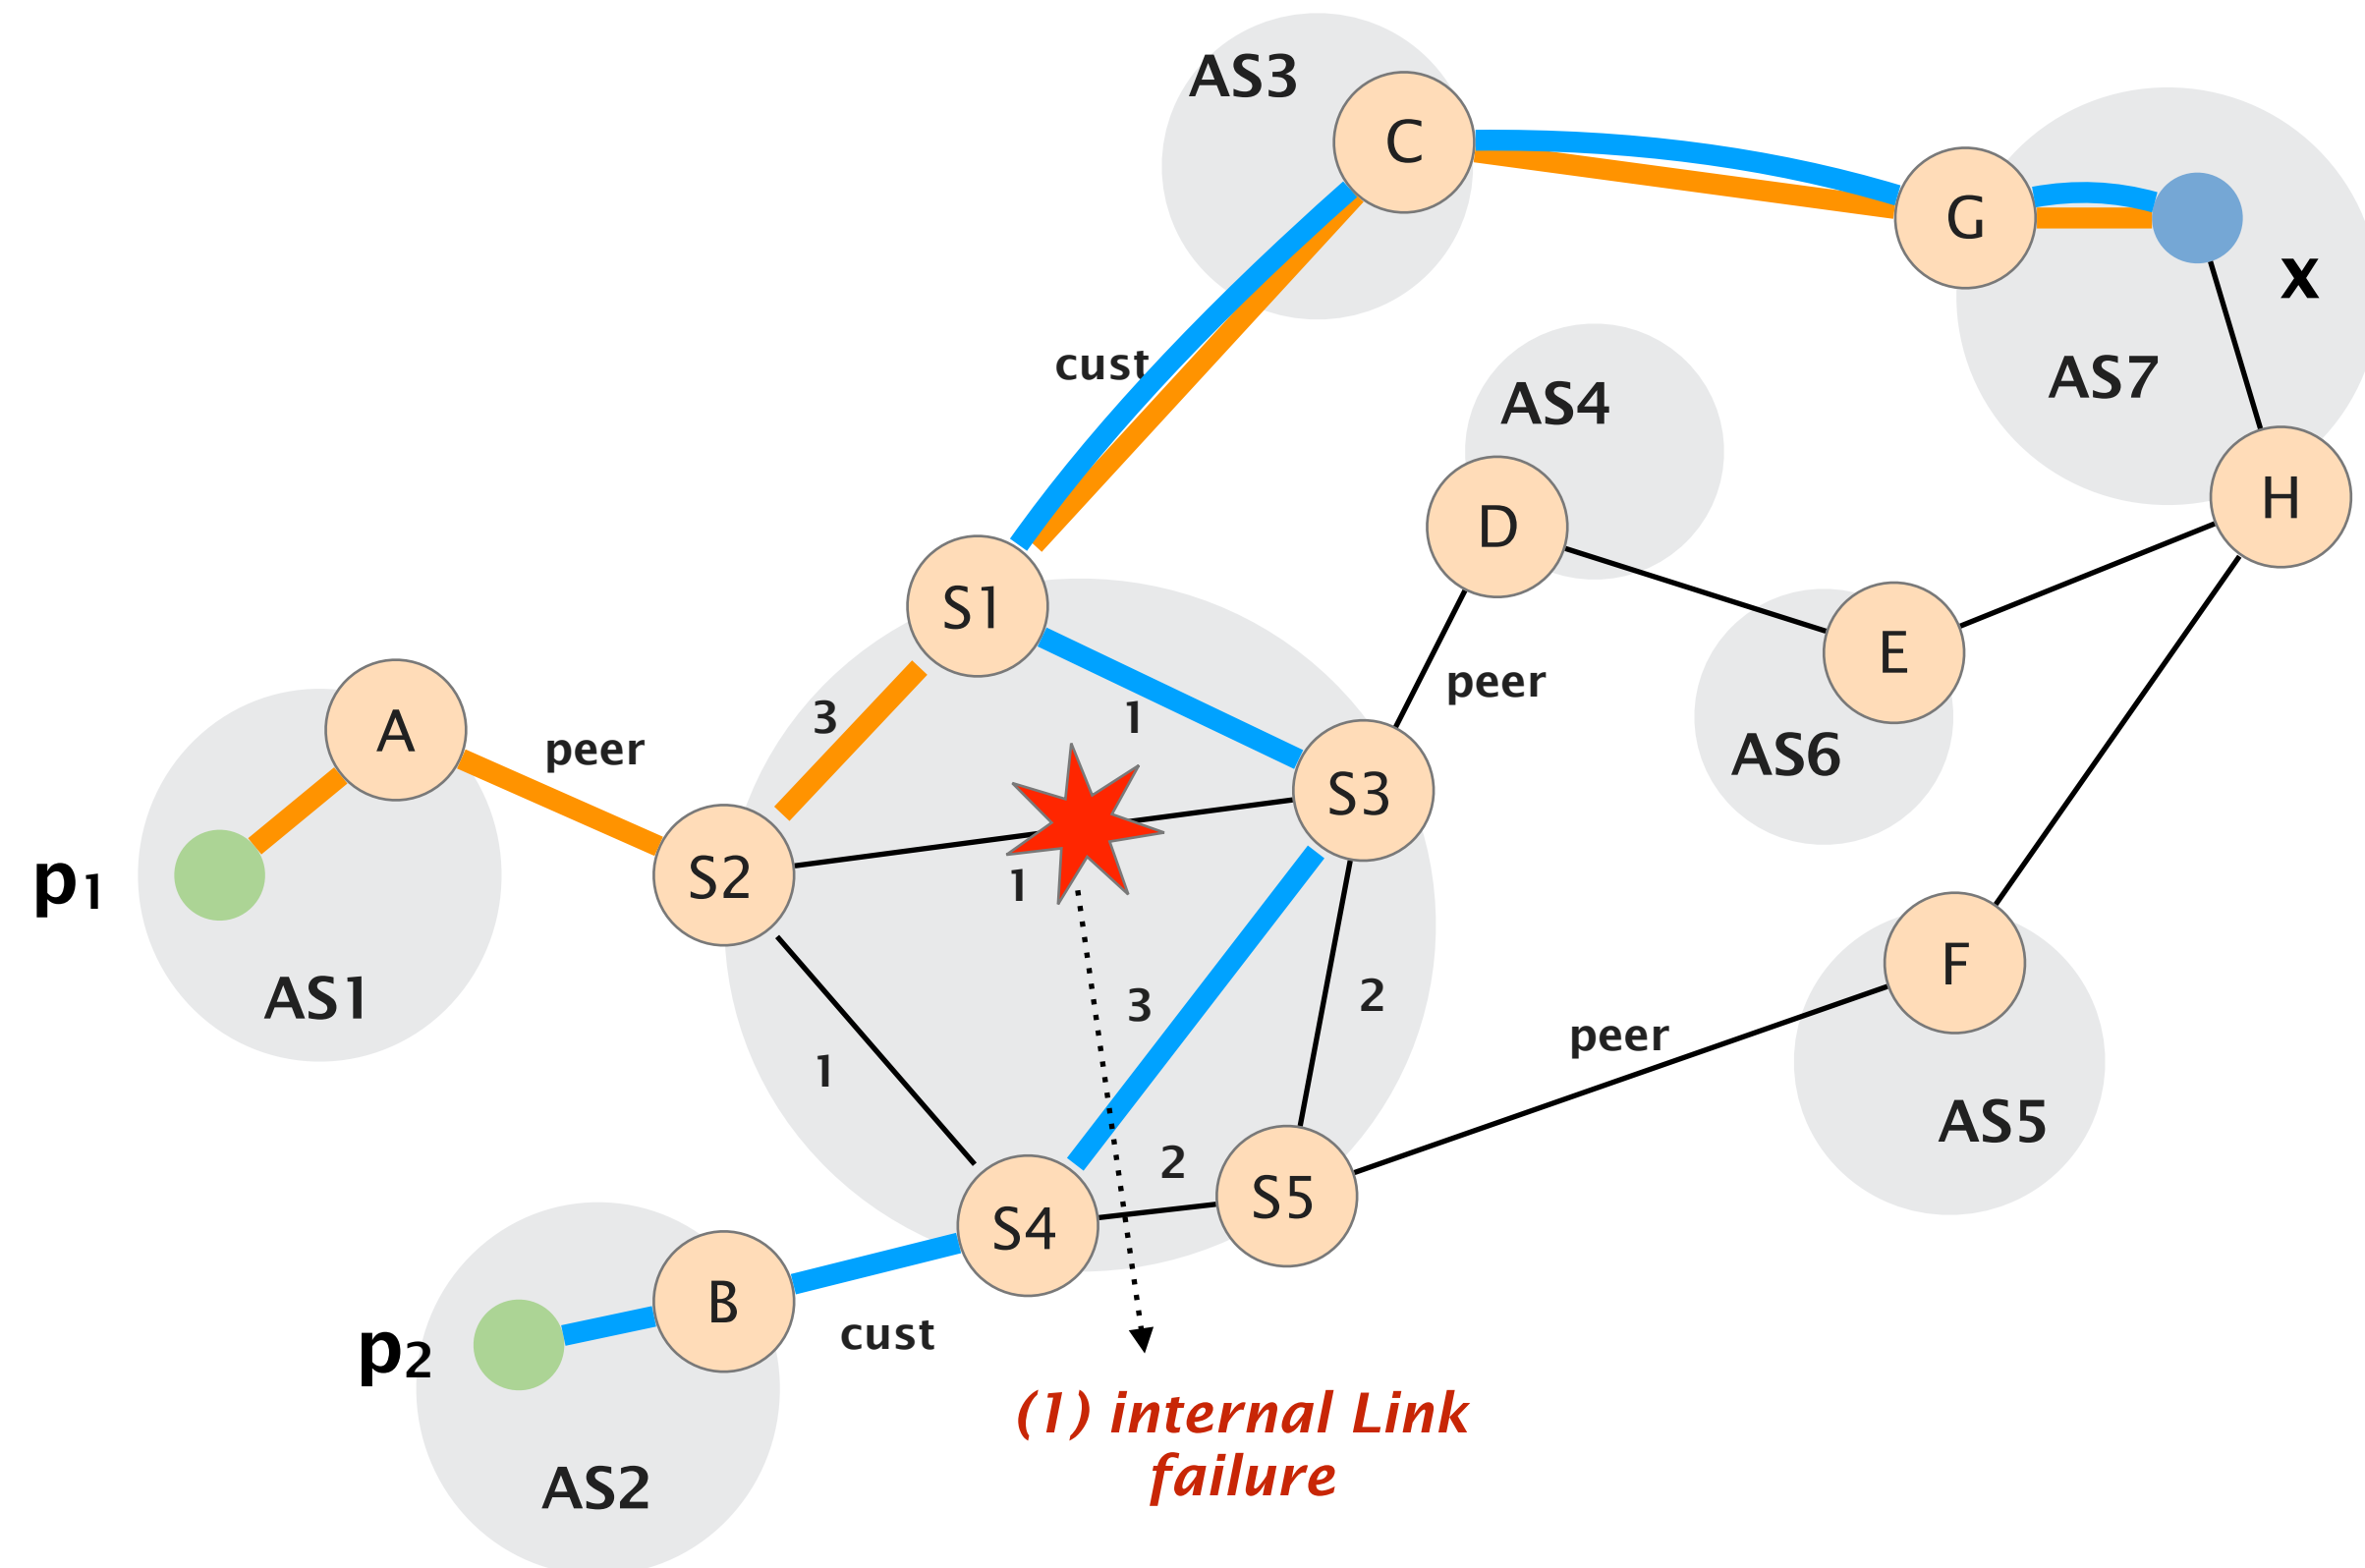 AS3
C
G
x
cust
AS4
AS7
D
H
S1
E
peer
A
peer
3
1
AS6
S3
p1
S2
1
F
AS1
3
2
peer
1
AS5
2
S5
S4
B
cust
p2
(1) internal Link
failure
AS2